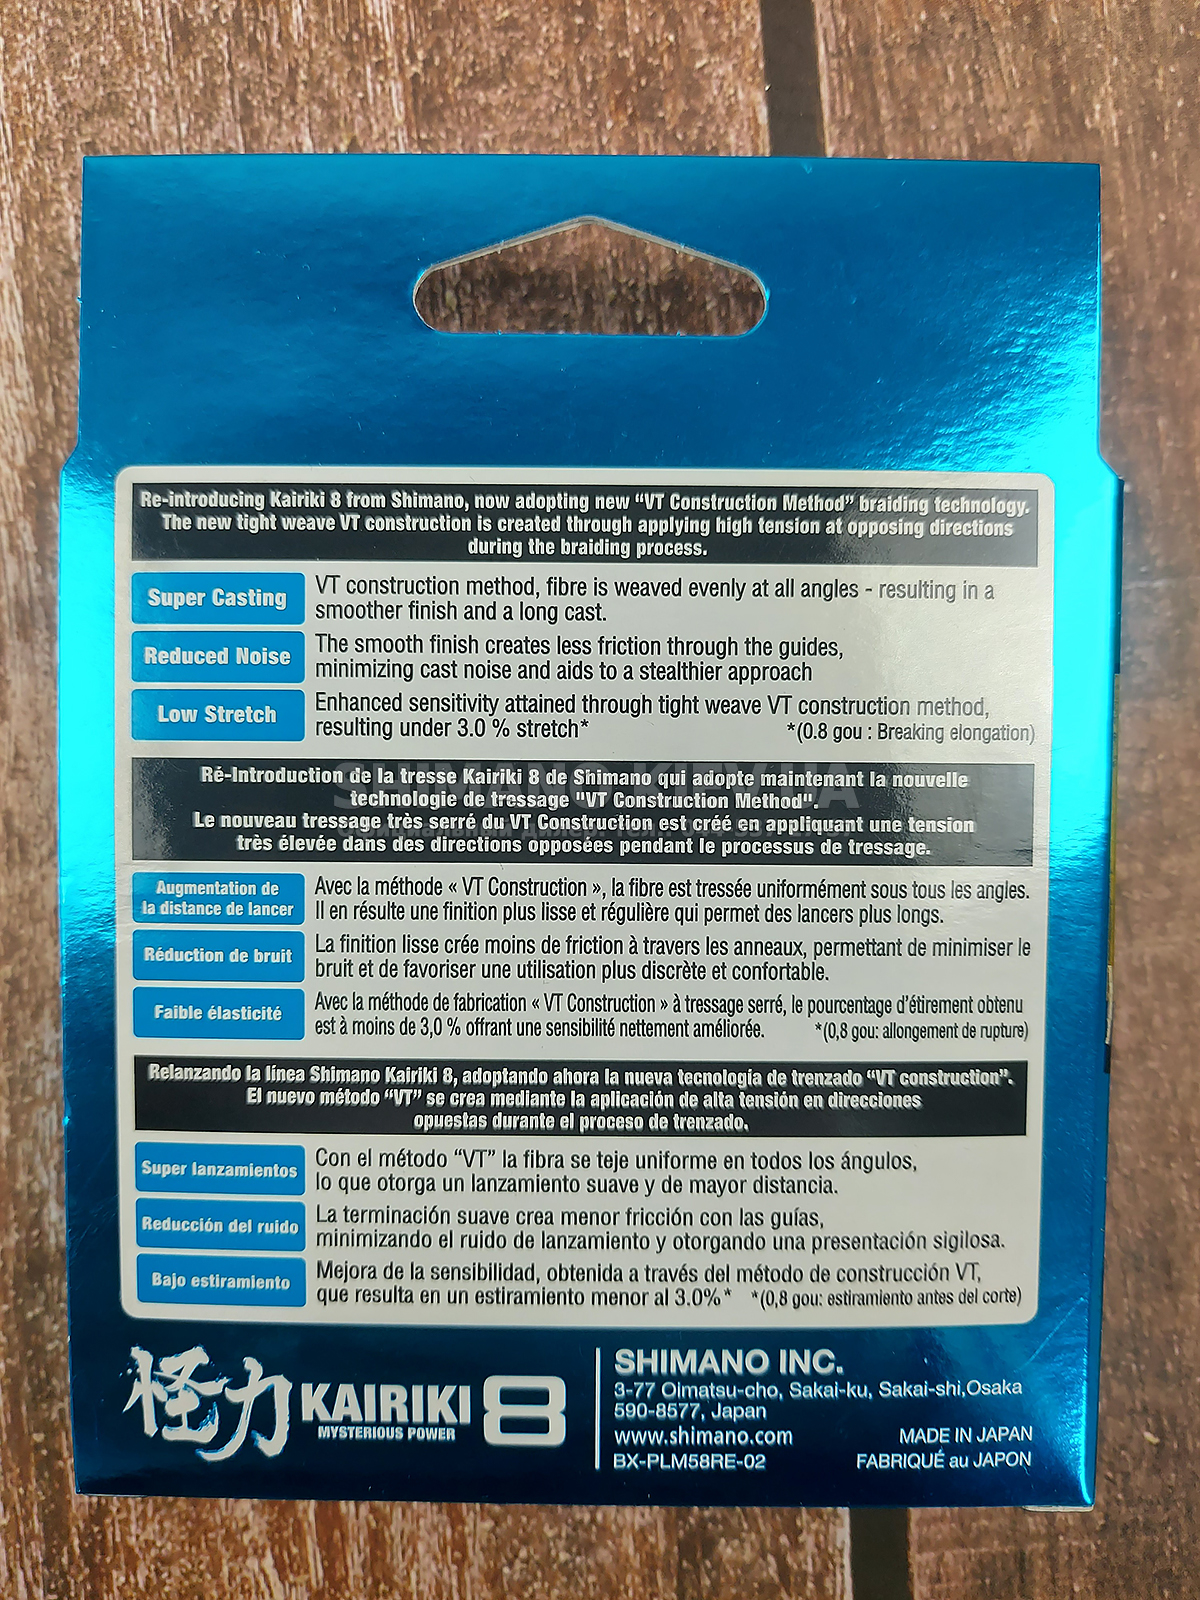 Re-introducing Kairiki 8 from Shimano, now adopting new “VT Construction Method” braiding technology.
The new tight weave VT construction is created through applying high tension at opposing directions
during the braiding process.
Super Casting
VT construction method, fibre is weaved evenly at all angles - resulting in a
smoother finish and a long cast.
Reduced Noise
The smooth finish creates less friction through the guides,
minimizing cast noise and aids to a stealthier approach
Low Stretch
Enhanced sensitivity attained through tight weave VT construction method,
resulting under 3.0 % stretch* *(0.8 gou : Breaking elongation)
Ré-Introduction de la tresse Kairiki 8 de Shimano qui adopte maintenant la nouvelle
technologie de tressage "VT Construction Method".
Le nouveau tressage très serré du VT Construction est créé en appliquant une tension
très élevée dans des directions opposées pendant le processus de tressage.
SHIMANO.KIEV.UA
Augmentation de
la distance de lancer
Avec la méthode « VT Construction », la fibre est tressée uniformément sous tous les angles.
Il en résulte une finition plus lisse et régulière qui permet des lancers plus longs.
Réduction de bruit
La finition lisse crée moins de friction à travers les anneaux, permettant de minimiser le
bruit et de favoriser une utilisation plus discrète et confortable.
Faible élasticité
Avec la méthode de fabrication « VT Construction » à tressage serré, le pourcentage d’étirement obtenu
est à moins de 3,0 % offrant une sensibilité nettement améliorée. *(0,8 gou: allongement de rupture)
Relanzando la línea Shimano Kairiki 8, adoptando ahora la nueva tecnología de trenzado “VT construction”.
El nuevo método “VT” se crea mediante la aplicación de alta tensión en direcciones
opuestas durante el proceso de trenzado.
Super lanzamientos
Con el método “VT” la fibra se teje uniforme en todos los ángulos,
lo que otorga un lanzamiento suave y de mayor distancia.
Reducción del ruido
La terminación suave crea menor fricción con las guías,
minimizando el ruido de lanzamiento y otorgando una presentación sigilosa.
Bajo estiramiento
Mejora de la sensibilidad, obtenida a través del método de construcción VT,
que resulta en un estiramiento menor al 3.0%* *(0,8 gou: estiramiento antes del corte)
怪力 KAIRIKI 8
MYSTERIOUS POWER
SHIMANO INC.
3-77 Oimatsu-cho, Sakai-ku, Sakai-shi,Osaka
590-8577, Japan
www.shimano.com
BX-PLM58RE-02
MADE IN JAPAN
FABRIQUÉ au JAPON